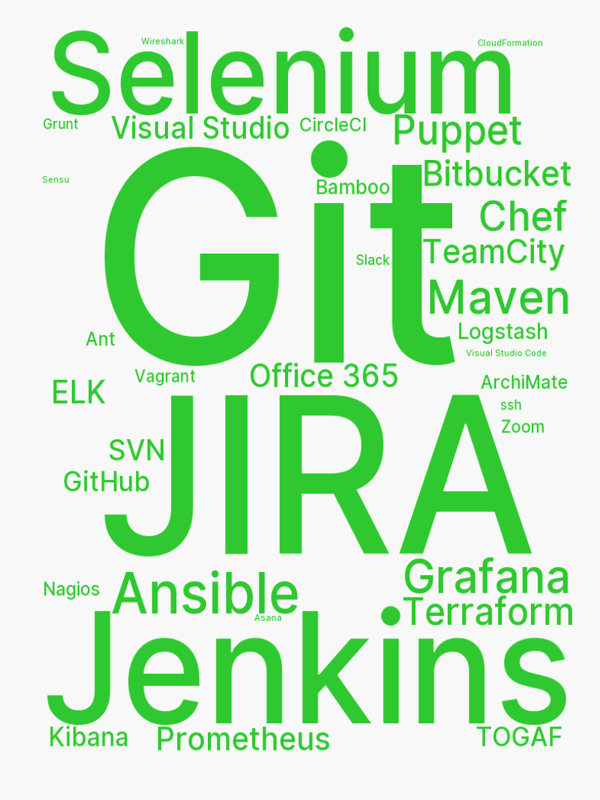 Wireshark
CloudFormation
Selenium
Grunt
Visual Studio
CircleCI
Puppet
Git
Bitbucket
Sensu
Bamboo
Chef
TeamCity
Slack
Maven
Logstash
Ant
Visual Studio Code
Vagrant
Office 365
ArchiMate
ELK
ssh
Zoom
JIRA
SVN
GitHub
Grafana
Nagios
Ansible
Terraform
Asana
Jenkins
Kibana
Prometheus
TOGAF